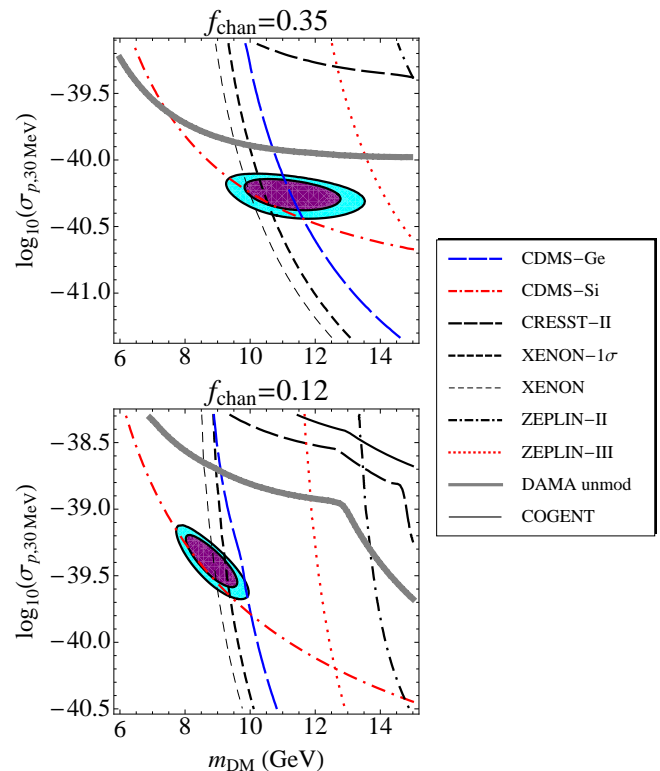 f_chan=0.35
log₁₀(σ_p,30 MeV)
−39.5
−40.0
−40.5
−41.0
6 8 10 12 14
f_chan=0.12
log₁₀(σ_p,30 MeV)
−38.5
−39.0
−39.5
−40.0
−40.5
6 8 10 12 14
m_DM (GeV)
CDMS−Ge
CDMS−Si
CRESST−II
XENON−1σ
XENON
ZEPLIN−II
ZEPLIN−III
DAMA unmod
COGENT